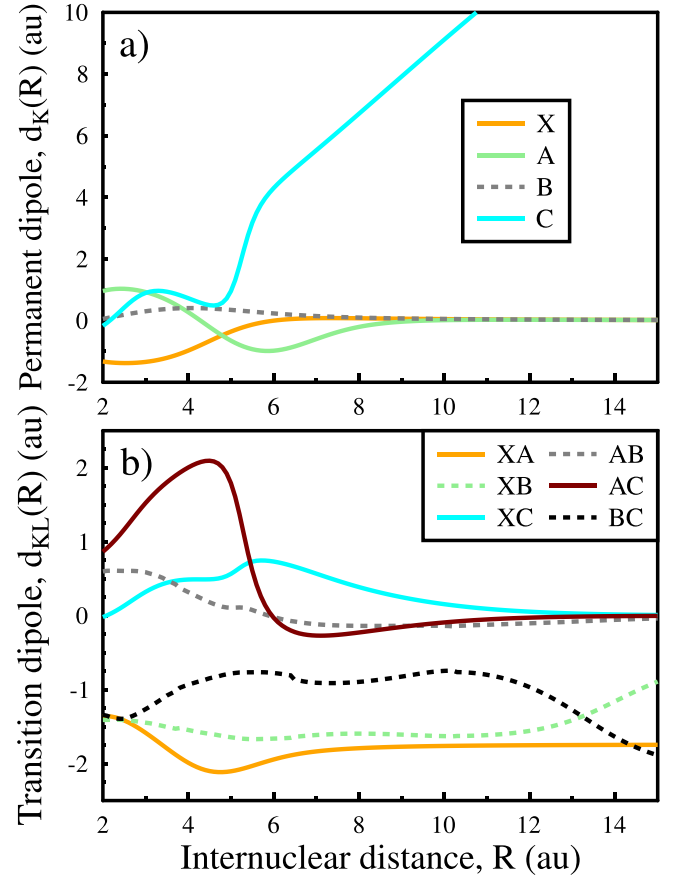 Permanent dipole, d_K(R) (au)
a)
10
8
6
4
2
0
-2
X
A
B
C
2
4
6
8
10
12
14
Transition dipole, d_KL(R) (au)
b)
2
1
0
-1
-2
XA
AB
XB
AC
XC
BC
2
4
6
8
10
12
14
Internuclear distance, R (au)